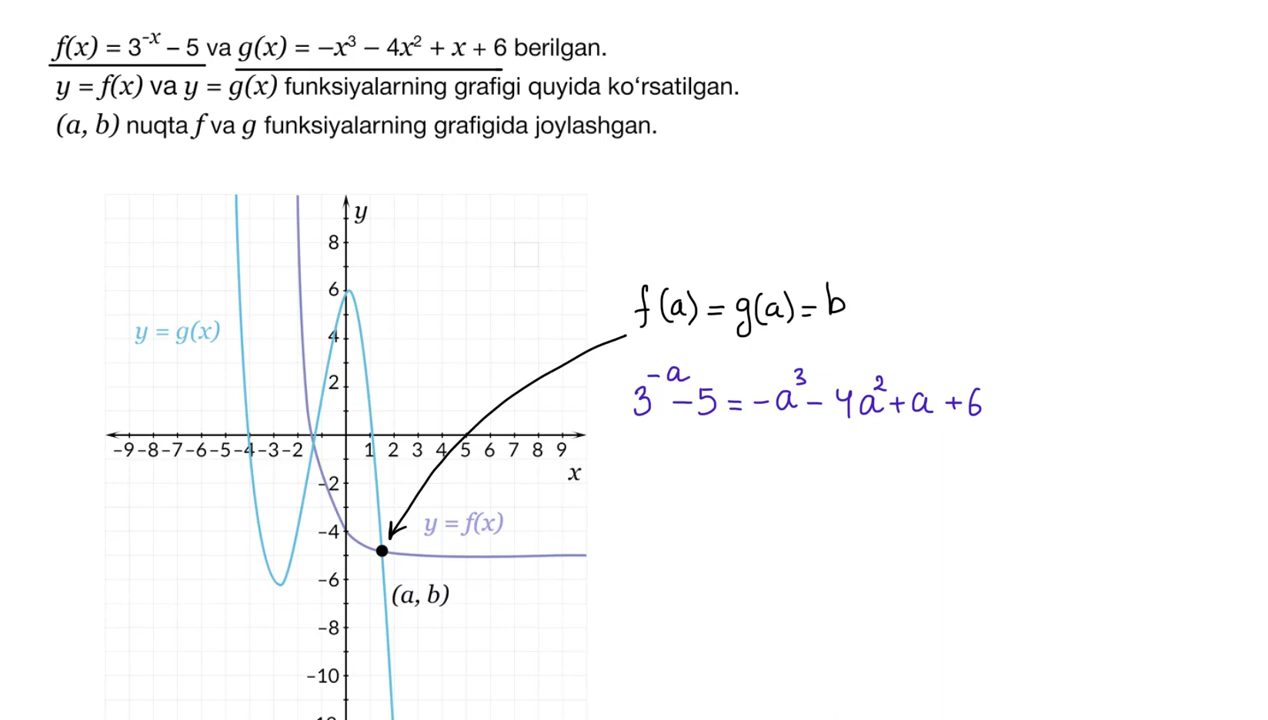 f(x) = 3⁻ˣ – 5 va g(x) = –x³ – 4x² + x + 6 berilgan.
y = f(x) va y = g(x) funksiyalarning grafigi quyida ko‘rsatilgan.
(a, b) nuqta f va g funksiyalarning grafigida joylashgan.
y
8
6
f(a) = g(a) = b
y = g(x)
4
2
3⁻ᵃ – 5 = –a³ – 4a² + a + 6
–9 –8 –7 –6 –5 –4 –3 –2 1 2 3 4 5 6 7 8 9
x
–2
–4
y = f(x)
–6
(a, b)
–8
–10